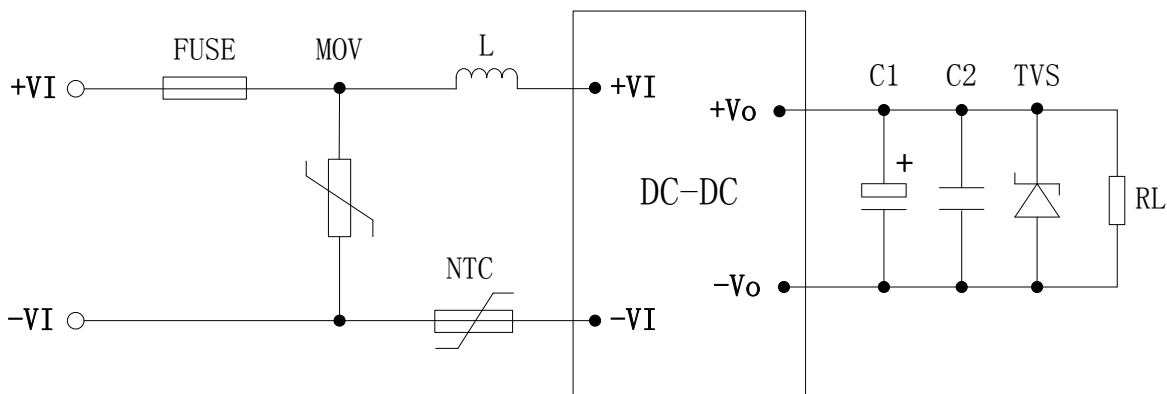 FUSE MOV L
+VI +VI C1 C2 TVS
+Vo
+
DC-DC RL
NTC -Vo
-VI -VI